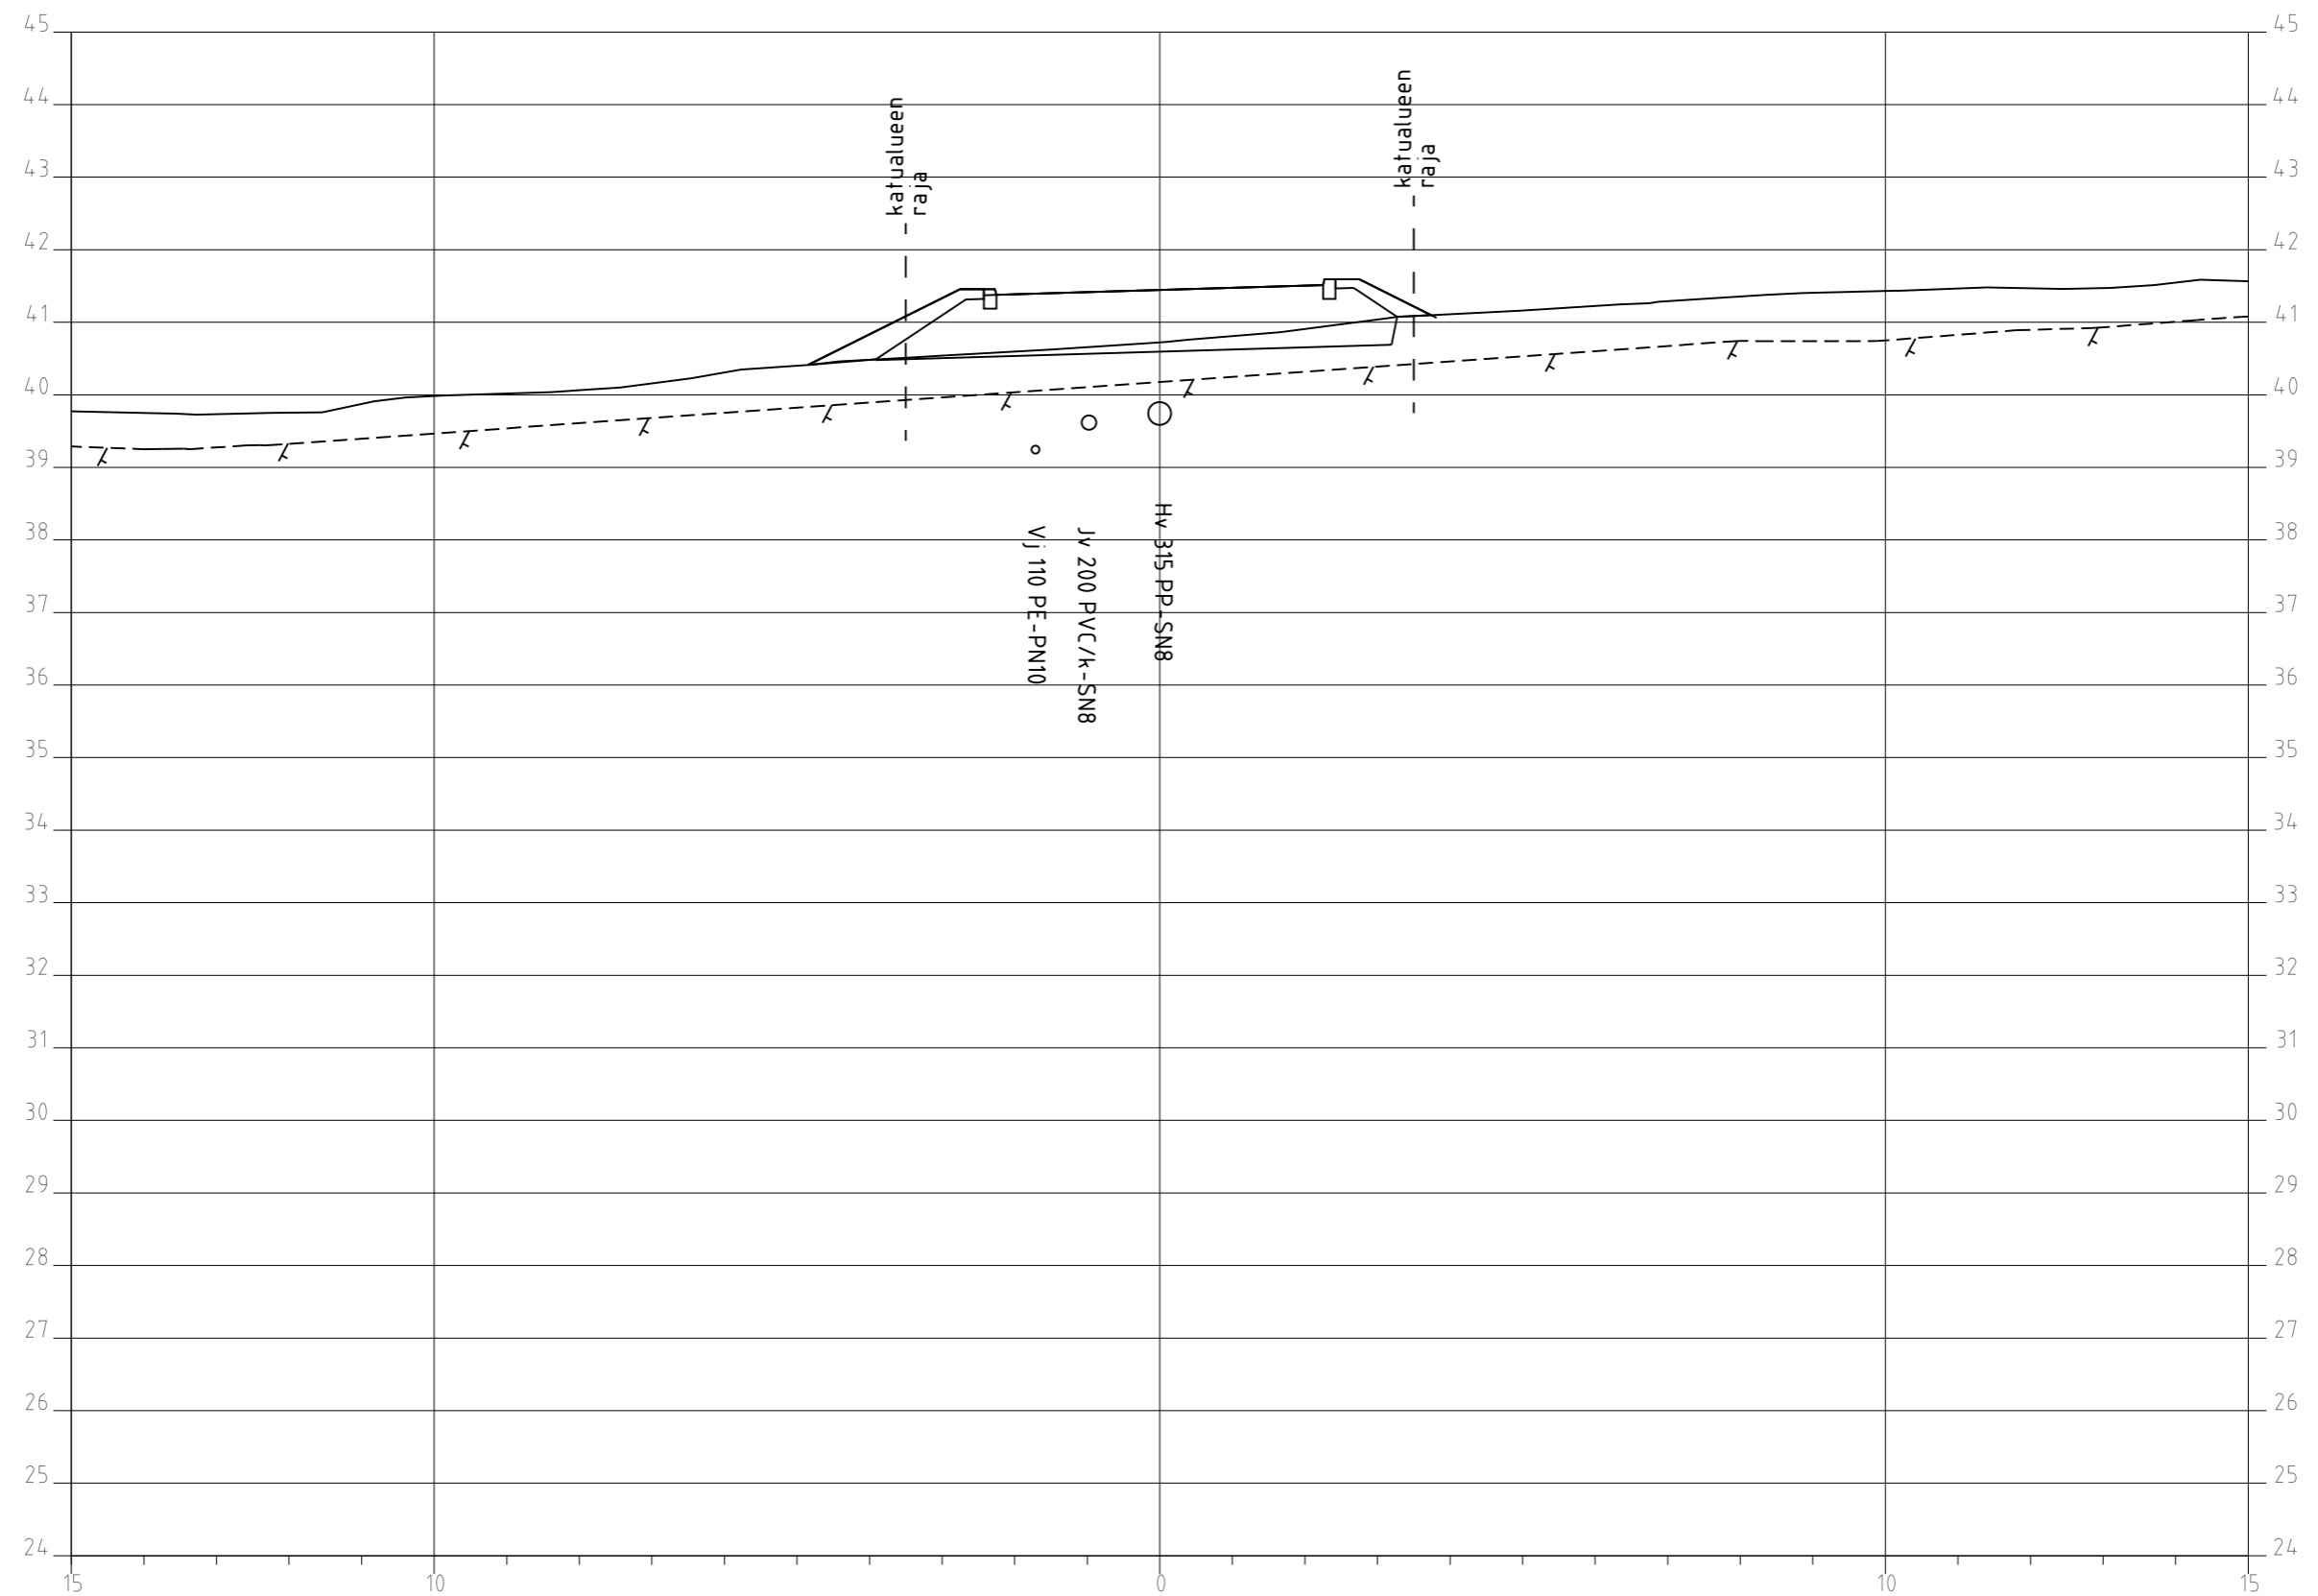 45 45
44 44
43 43
42 42
41 41
40 40
39 39
38 38
37 37
36 36
35 35
34 34
33 33
32 32
31 31
30 30
29 29
28 28
27 27
26 26
25 25
24 24
15 10 0 10 15
katualueen
raja
katualueen
raja
Vj 110 PE-PN10
Jv 200 PVC/k-SN8
Hv 315 PP-SN8